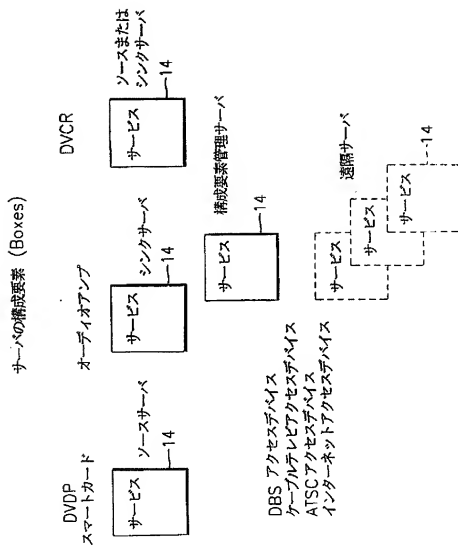 サーバの構成要素 (Boxes)
DVDP
スマートカード
サービス
ソースサーバ
14
オーディオアンプ
サービス
シンクサーバ
14
DVCR
サービス
ソースまたは
シンクサーバ
14
サービス
構成要素管理サーバ
14
DBS アクセスデバイス
ケーブルテレビアクセスデバイス
ATSC アクセスデバイス
インターネットアクセスデバイス
サービス
サービス
サービス
遠隔サーバ
14